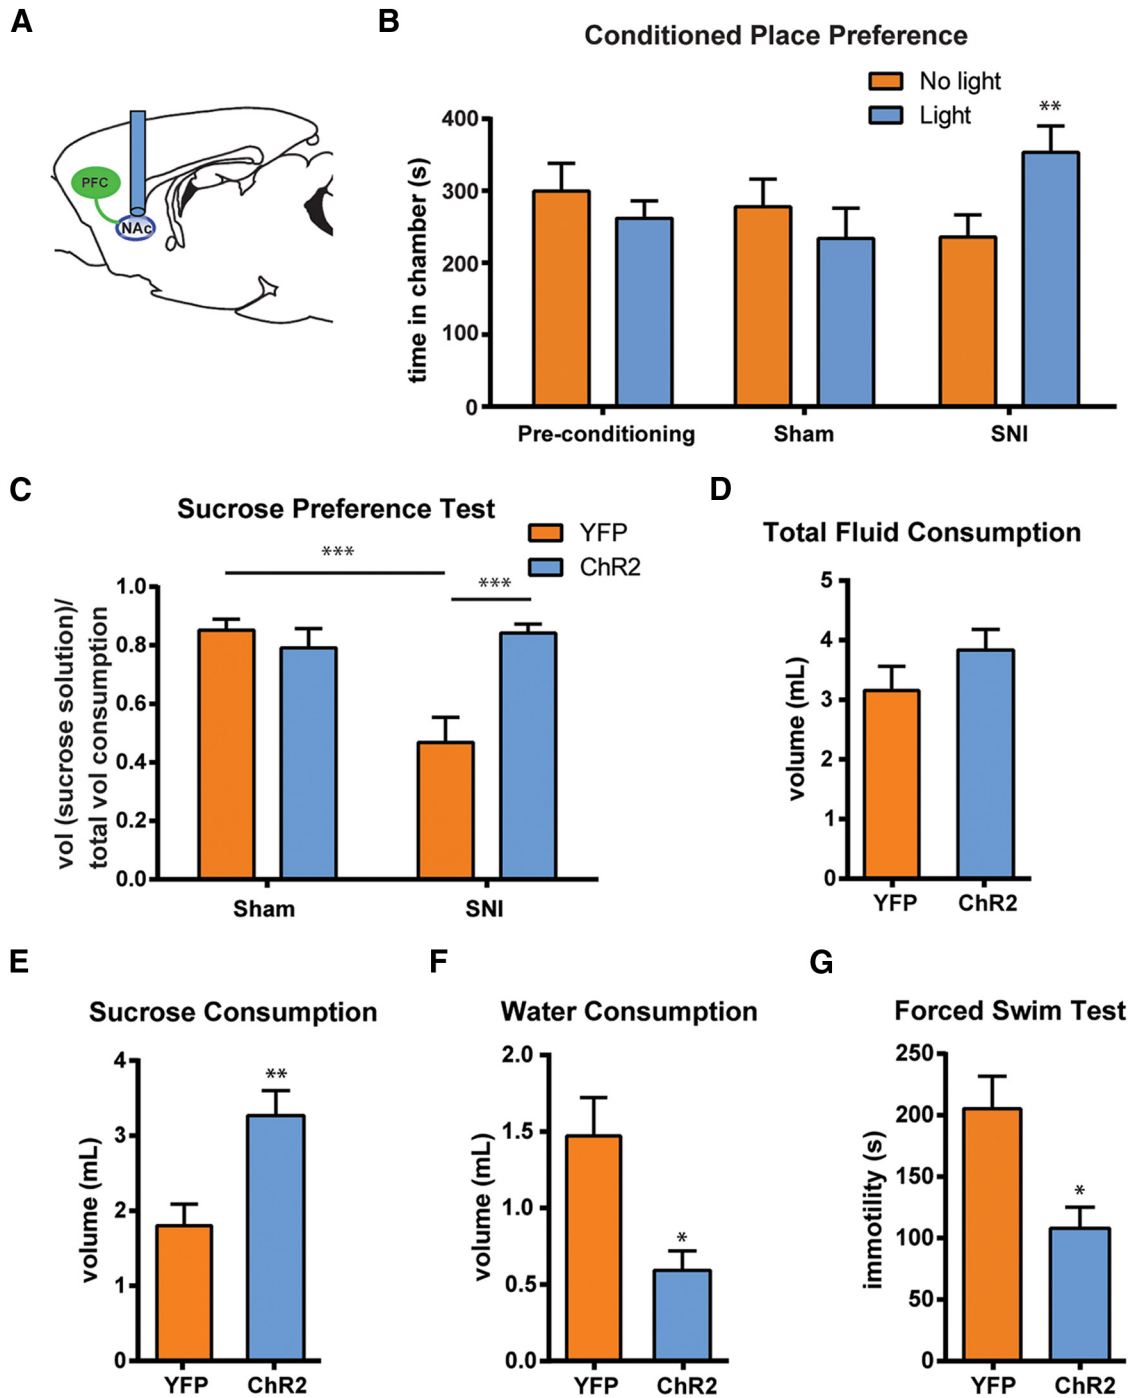 A
PFC
NAc
B
Conditioned Place Preference
No light
Light
**
time in chamber (s)
400
300
200
100
0
Pre-conditioning
Sham
SNI
C
Sucrose Preference Test
YFP
ChR2
***
***
vol (sucrose solution)/
total vol consumption
1.0
0.8
0.6
0.4
0.2
0.0
Sham
SNI
D
Total Fluid Consumption
volume (mL)
5
4
3
2
1
0
YFP
ChR2
E
Sucrose Consumption
**
volume (mL)
4
3
2
1
0
YFP
ChR2
F
Water Consumption
*
volume (mL)
2.0
1.5
1.0
0.5
0.0
YFP
ChR2
G
Forced Swim Test
*
immotility (s)
250
200
150
100
50
0
YFP
ChR2